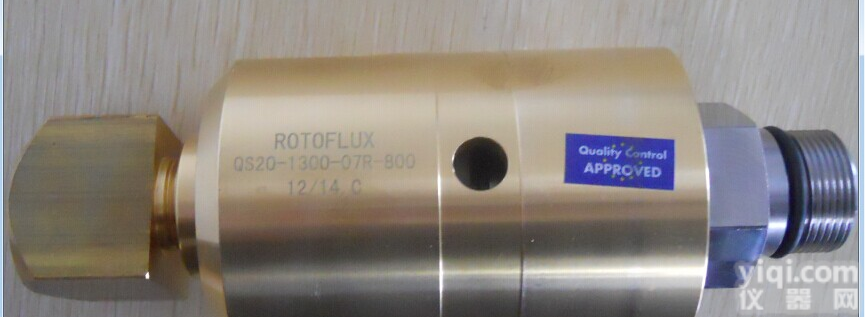 ROTOFLUX
QS20-1300-07R-800
12/14 C
Quality Control
APPROVED
yiqi.com
仪器网